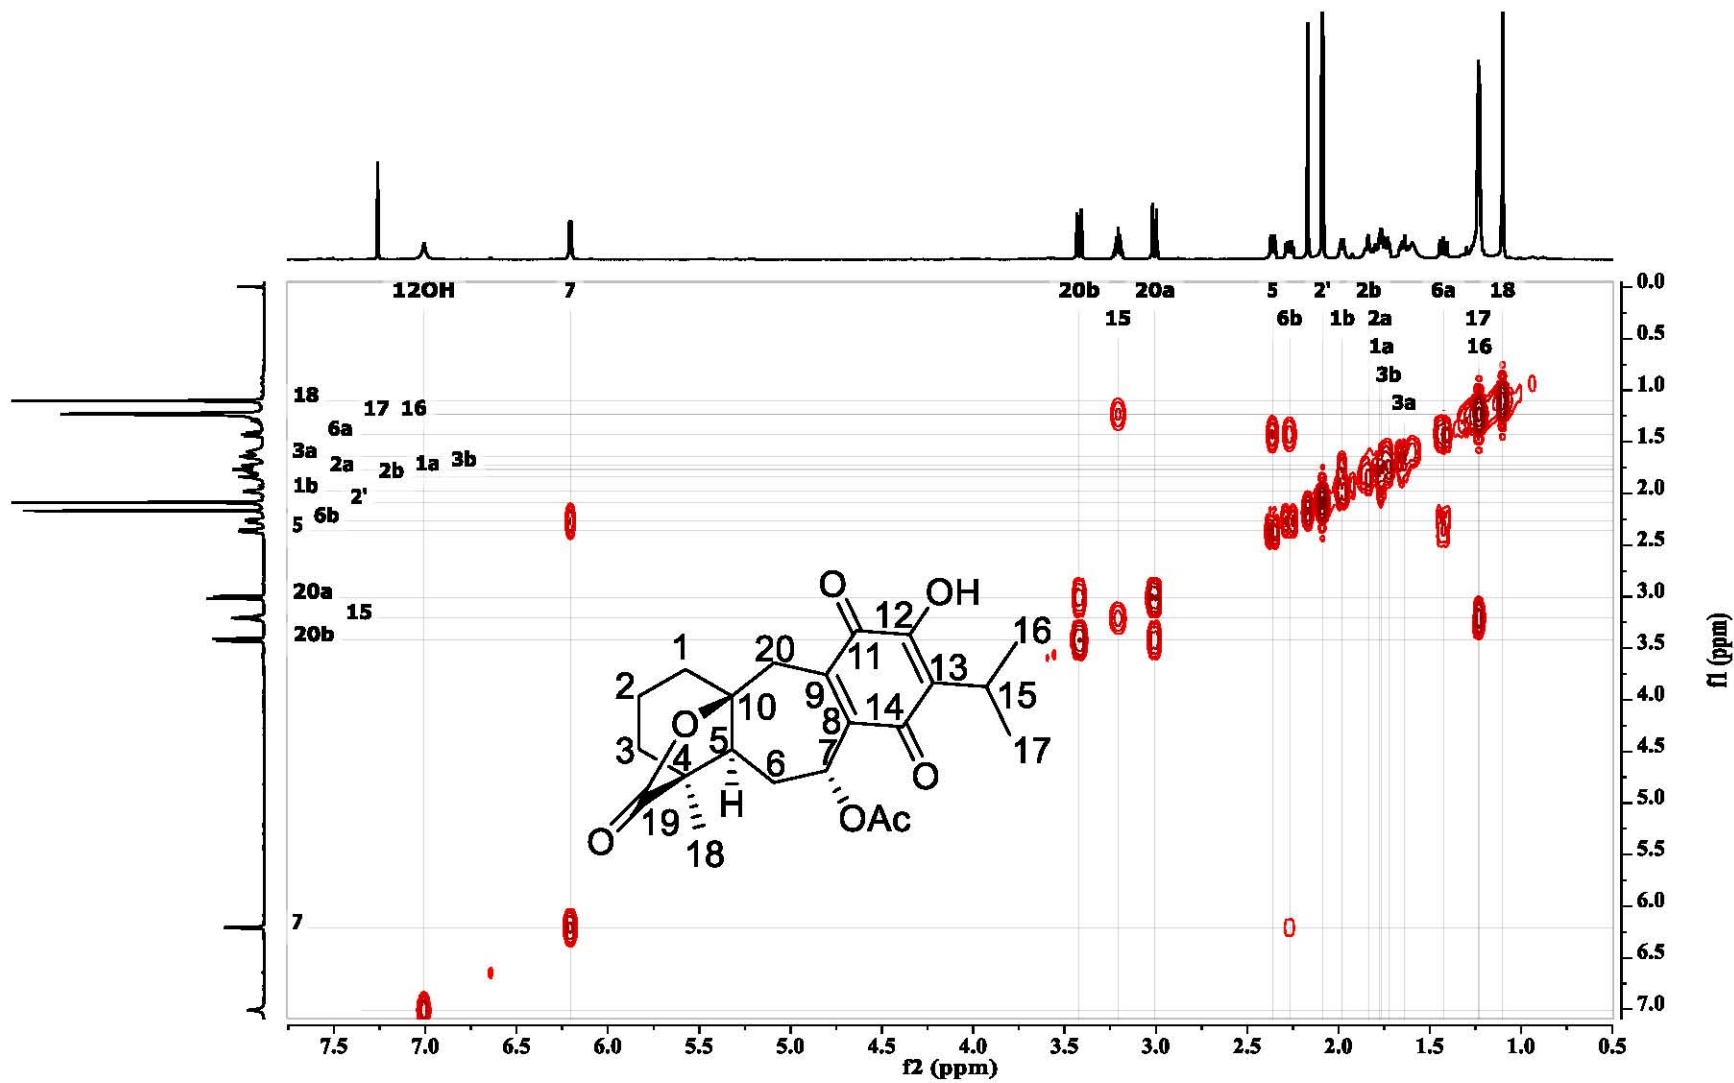 12OH 7 20b 20a 5 2' 2b 6a 18
15 6b 1b 2a 17
1a 16
3b
3a
18
17 16
6a
3a
2a 2b 1a 3b
1b
2'
6b
5
20a
15
20b
7
O
OH
12
16
1
20
11
13
2
9
15
10
14
O
8
3
5
7
17
4
6
O
H
19
OAc
O
18
0.0
0.5
1.0
1.5
2.0
2.5
3.0
3.5
4.0
4.5
5.0
5.5
6.0
6.5
7.0
f1 (ppm)
7.5 7.0 6.5 6.0 5.5 5.0 4.5 4.0 3.5 3.0 2.5 2.0 1.5 1.0 0.5
f2 (ppm)